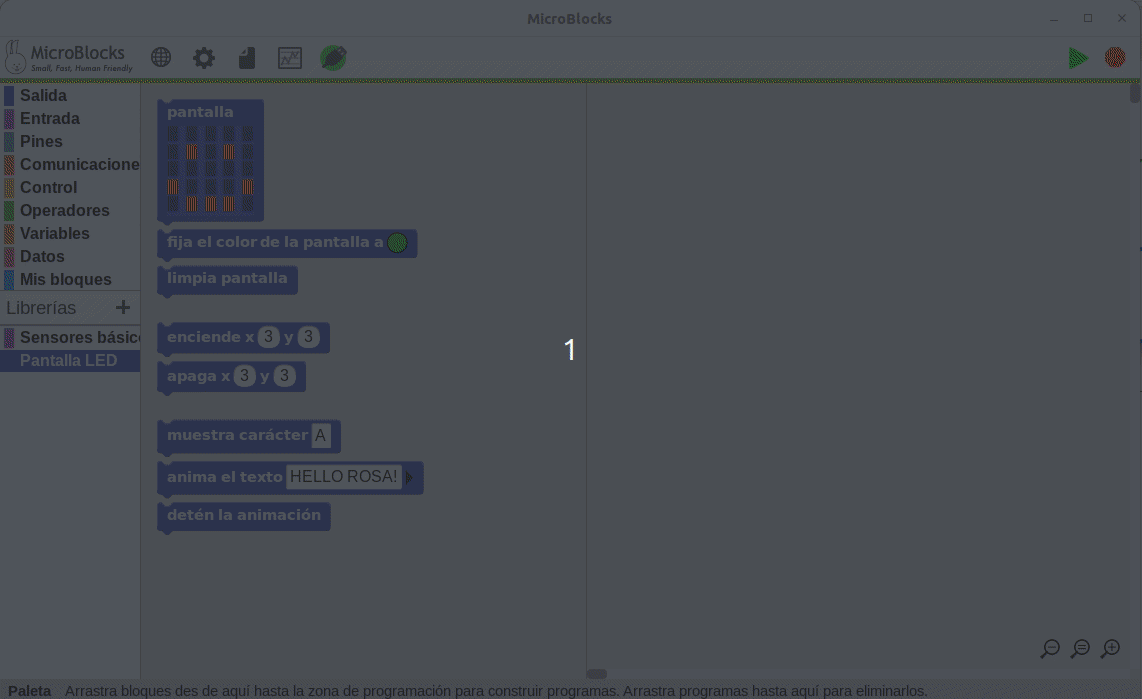 MicroBlocks
MicroBlocks
Small, Fast, Human Friendly
Salida
Entrada
Pines
Comunicacione
Control
Operadores
Variables
Datos
Mis bloques
Librerías +
Sensores básic
Pantalla LED
pantalla
fija el color de la pantalla a
limpia pantalla
enciende x 3 y 3
apaga x 3 y 3
muestra carácter A
anima el texto HELLO ROSA!
detén la animación
1
Paleta Arrastra bloques des de aquí hasta la zona de programación para construir programas. Arrastra programas hasta aquí para eliminarlos.